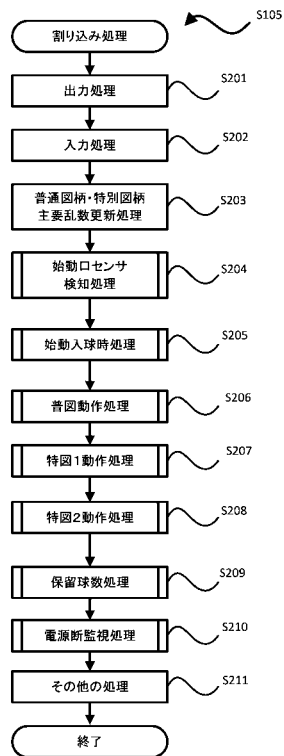 割り込み処理
S105
出力処理
S201
入力処理
S202
普通図柄・特別図柄
主要乱数更新処理
S203
始動口センサ
検知処理
S204
始動入球時処理
S205
普図動作処理
S206
特図１動作処理
S207
特図２動作処理
S208
保留球数処理
S209
電源断監視処理
S210
その他の処理
S211
終了